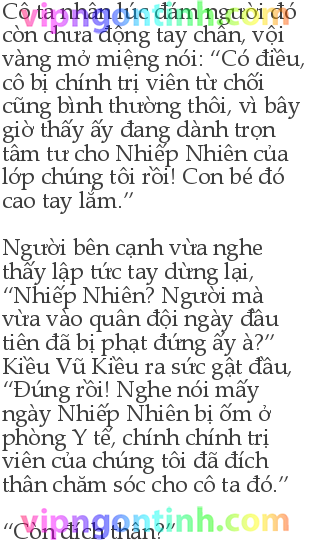 Cô ta nhân lúc đám người đó
vipngontinh.com
còn chưa động tay chân, vội
vàng mở miệng nói: “Có điều,
cô bị chính trị viên từ chối
cũng bình thường thôi, vì bây
giờ thấy ấy đang dành trọn
tâm tư cho Nhiếp Nhiên của
lớp chúng tôi rồi! Con bé đó
cao tay lắm.”
Người bên cạnh vừa nghe
thấy lập tức tay dừng lại,
“Nhiếp Nhiên? Người mà
vừa vào quân đội ngày đầu
tiên đã bị phạt đứng ấy à?”
Kiều Vũ Kiều ra sức gật đầu,
“Đúng rồi! Nghe nói mấy
ngày Nhiếp Nhiên bị ốm ở
phòng Y tế, chính chính trị
viên của chúng tôi đã đích
thân chăm sóc cho cô ta đó.”
vipngontinh.com
“Còn đích thân?”